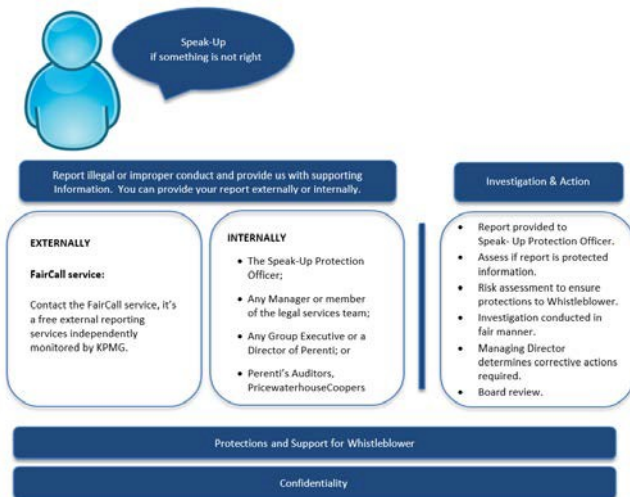 Speak-Up
if something is not right
Report illegal or improper conduct and provide us with supporting
Information. You can provide your report externally or internally.
EXTERNALLY
FairCall service:
Contact the FairCall service, it's
a free external reporting
services independently
monitored by KPMG.
INTERNALLY
• The Speak-Up Protection
Officer;
• Any Manager or member
of the legal services team;
• Any Group Executive or a
Director of Perenti; or
• Perenti's Auditors,
PricewaterhouseCoopers
Investigation & Action
• Report provided to
Speak- Up Protection Officer.
• Assess if report is protected
information.
• Risk assessment to ensure
protections to Whistleblower.
• Investigation conducted in
fair manner.
• Managing Director
determines corrective actions
required.
• Board review.
Protections and Support for Whistleblower
Confidentiality